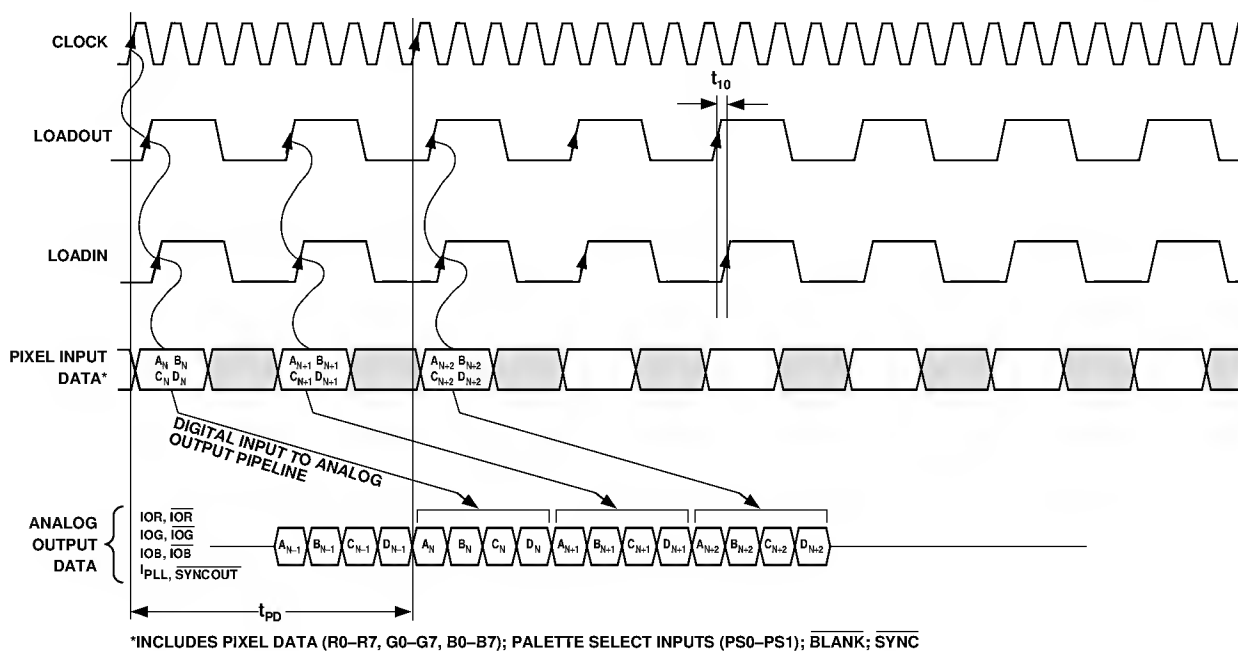 CLOCK
t10
LOADOUT
LOADIN
PIXEL INPUT
DATA*
AN BN
CN DN
AN+1 BN+1
CN+1 DN+1
AN+2 BN+2
CN+2 DN+2
DIGITAL INPUT TO ANALOG
OUTPUT PIPELINE
ANALOG
OUTPUT
DATA
IOR, IOR
IOG, IOG
IOB, IOB
IPLL, SYNCOUT
AN–1 BN–1 CN–1 DN–1 AN BN CN DN AN+1 BN+1 CN+1 DN+1 AN+2 BN+2 CN+2 DN+2
tPD
*INCLUDES PIXEL DATA (R0–R7, G0–G7, B0–B7); PALETTE SELECT INPUTS (PS0–PS1); BLANK; SYNC